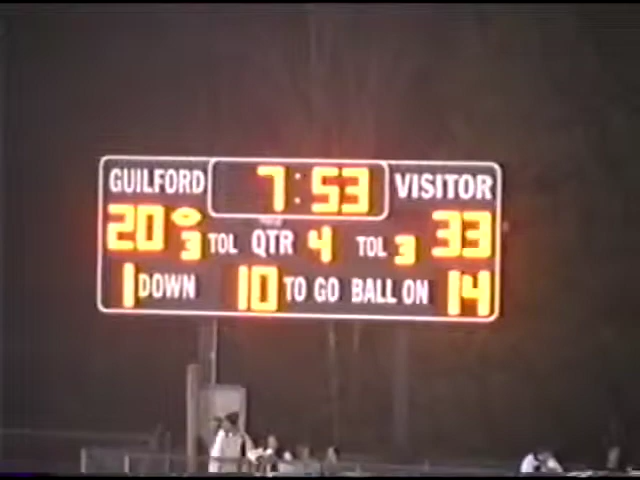 GUILFORD 7:53 VISITOR
20 3 TOL QTR 4 TOL 3 33
1 DOWN 10 TO GO BALL ON 14